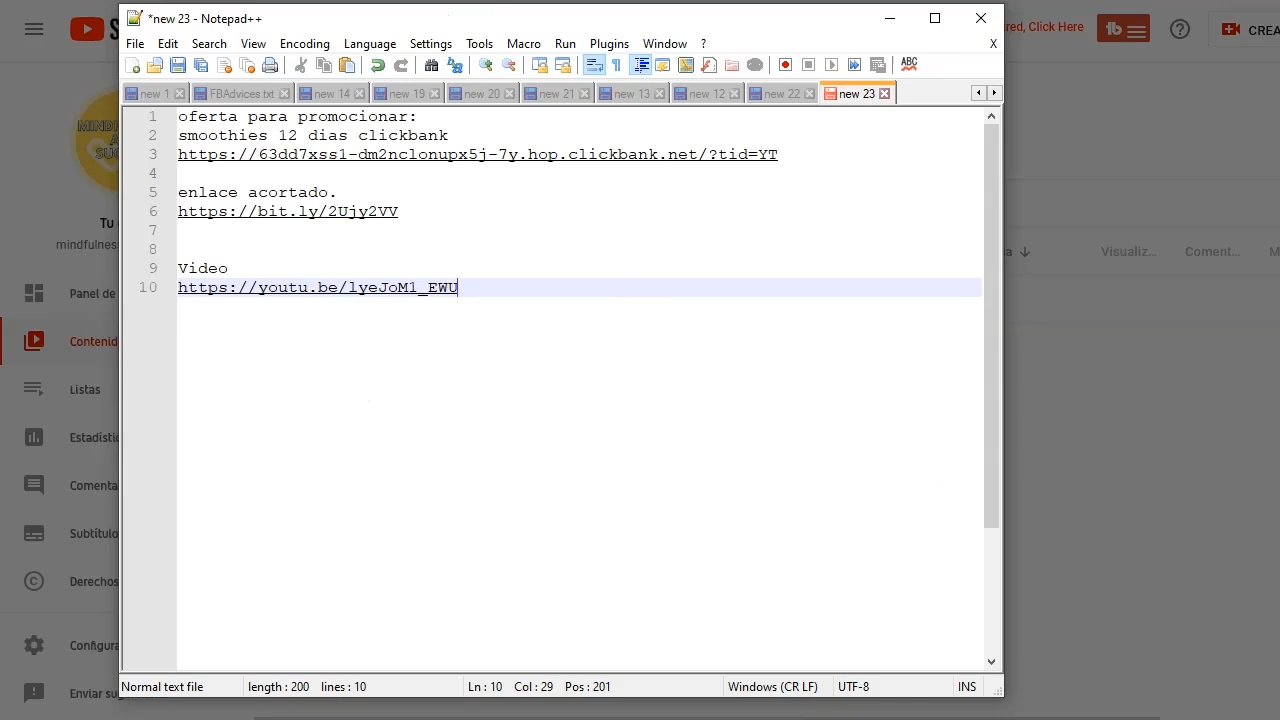 *new 23 - Notepad++
File Edit Search View Encoding Language Settings Tools Macro Run Plugins Window ? X
ABC
new 1 FBAdvices.txt new 14 new 19 new 20 new 21 new 13 new 12 new 22 new 23
1 oferta para promocionar:
2 smoothies 12 dias clickbank
3 https://63dd7xss1-dm2nclonupx5j-7y.hop.clickbank.net/?tid=YT
4
5 enlace acortado.
6 https://bit.ly/2Ujy2VV
7
8
9 Video
10 https://youtu.be/lyeJoM1_EWU
Normal text file length : 200 lines : 10 Ln : 10 Col : 29 Pos : 201 Windows (CR LF) UTF-8 INS
red, Click Here
tb
CREA
MINDF
A
SUC
Tu
mindfulnes
Panel de
Contenid
Listas
Estadísti
Comenta
Subtítulo
Derechos
Configura
Enviar su
a Visualiz... Coment... M